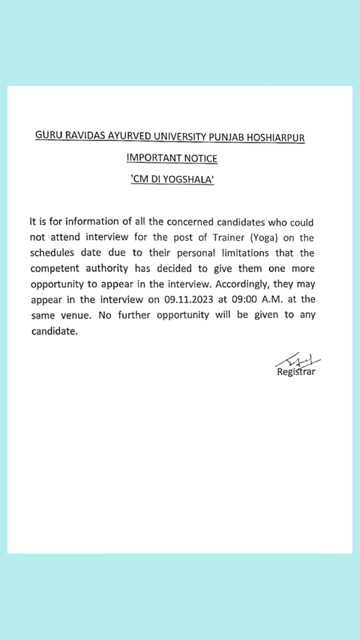 GURU RAVIDAS AYURVED UNIVERSITY PUNJAB HOSHIARPUR
IMPORTANT NOTICE
'CM DI YOGSHALA'
It is for information of all the concerned candidates who could
not attend interview for the post of Trainer (Yoga) on the
schedules date due to their personal limitations that the
competent authority has decided to give them one more
opportunity to appear in the interview. Accordingly, they may
appear in the interview on 09.11.2023 at 09:00 A.M. at the
same venue. No further opportunity will be given to any
candidate.
Registrar